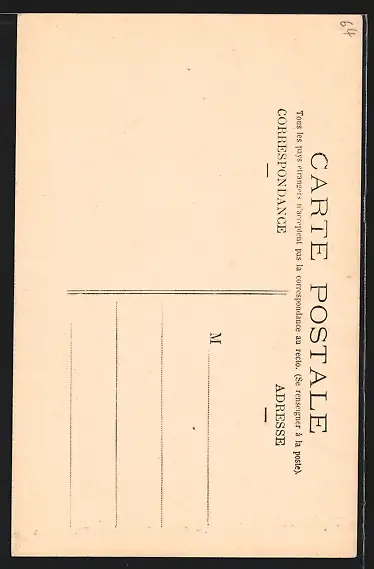 64
CARTE POSTALE
Tous les pays étrangers n'acceptent pas la correspondance au recto. (Se renseigner à la poste).
CORRESPONDANCE
ADRESSE
M